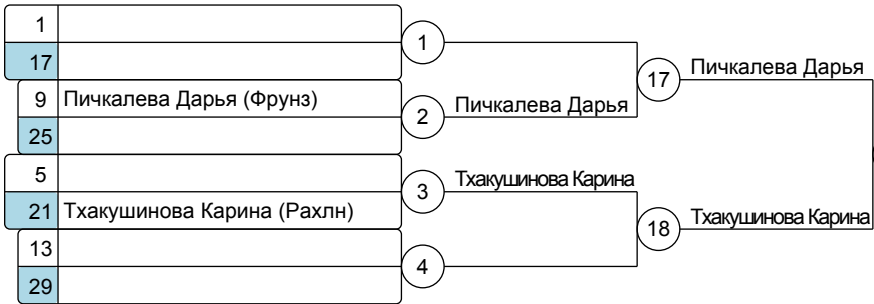 1
1
17
17 Пичкалева Дарья
9 Пичкалева Дарья (Фрунз)
2 Пичкалева Дарья
25
5
3 Тхакушинова Карина
21 Тхакушинова Карина (Рахлн)
18 Тхакушинова Карина
13
4
29